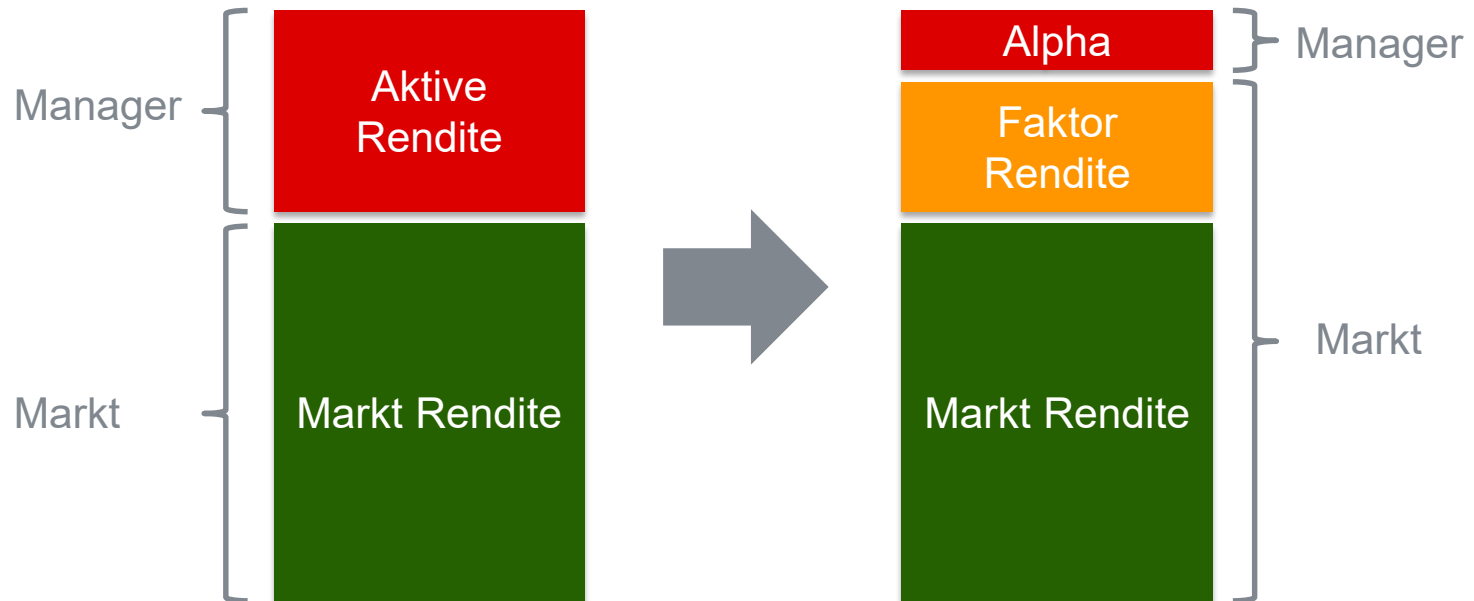 Manager
Aktive
Rendite
Markt
Markt Rendite
Alpha
Manager
Faktor
Rendite
Markt Rendite
Markt